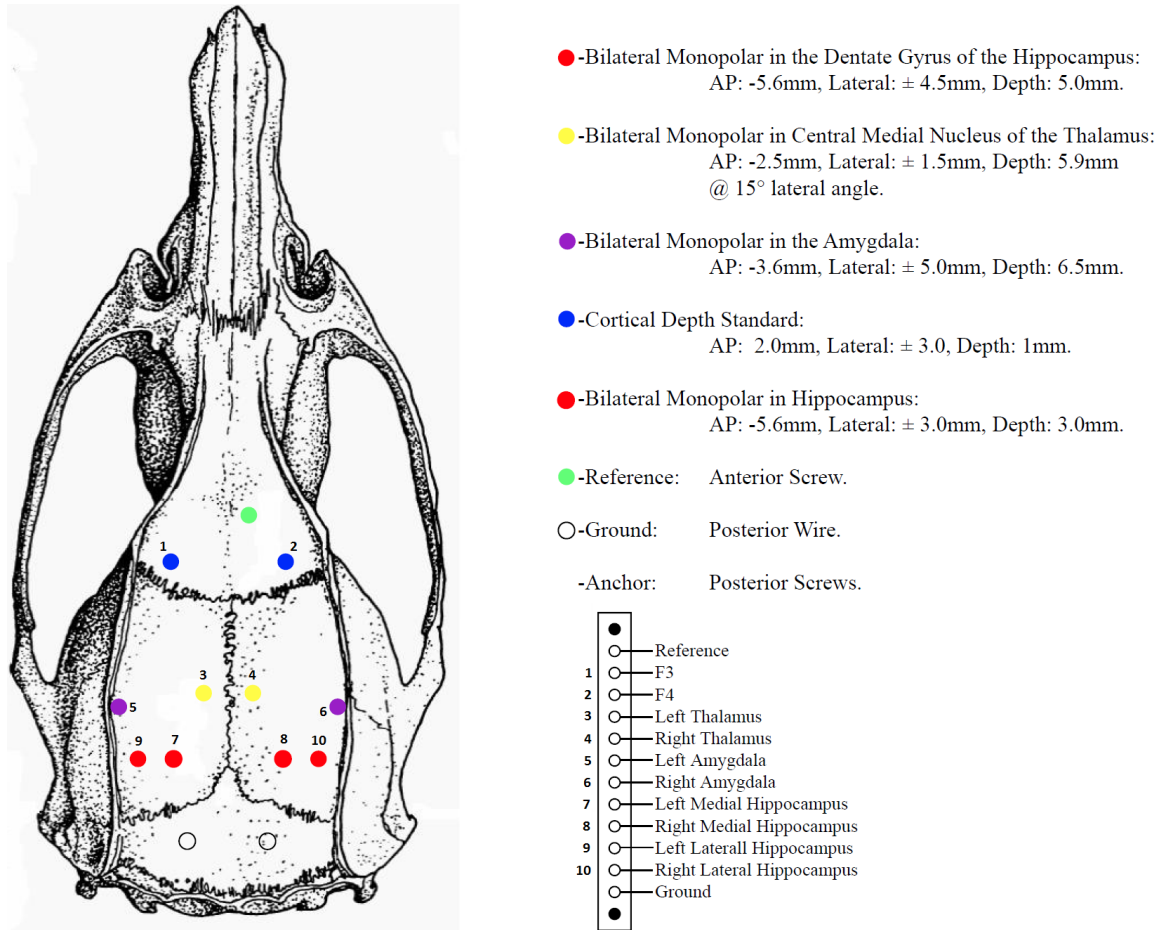 -Bilateral Monopolar in the Dentate Gyrus of the Hippocampus:
AP: -5.6mm, Lateral: ± 4.5mm, Depth: 5.0mm.
-Bilateral Monopolar in Central Medial Nucleus of the Thalamus:
AP: -2.5mm, Lateral: ± 1.5mm, Depth: 5.9mm
@ 15° lateral angle.
-Bilateral Monopolar in the Amygdala:
AP: -3.6mm, Lateral: ± 5.0mm, Depth: 6.5mm.
-Cortical Depth Standard:
AP: 2.0mm, Lateral: ± 3.0, Depth: 1mm.
-Bilateral Monopolar in Hippocampus:
AP: -5.6mm, Lateral: ± 3.0mm, Depth: 3.0mm.
-Reference: Anterior Screw.
-Ground: Posterior Wire.
-Anchor: Posterior Screws.
1 2
3 4
5 6
9 7 8 10
Reference
1 F3
2 F4
3 Left Thalamus
4 Right Thalamus
5 Left Amygdala
6 Right Amygdala
7 Left Medial Hippocampus
8 Right Medial Hippocampus
9 Left Laterall Hippocampus
10 Right Lateral Hippocampus
Ground